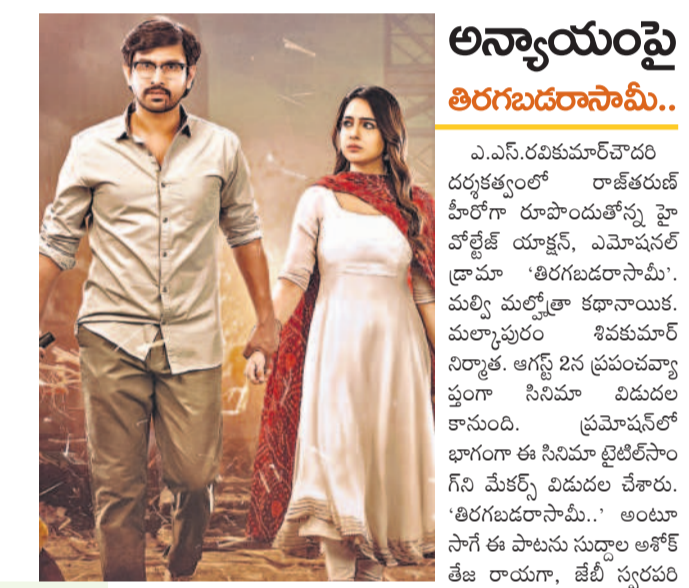 అన్యాయంపై
తిరగబడరాసామీ..
ఎ.ఎస్.రవికుమార్‌చౌదరి
దర్శకత్వంలో రాజ్‌తరుణ్
హీరోగా రూపొందుతోన్న హై
వోల్టేజ్ యాక్షన్, ఎమోషనల్
డ్రామా ‘తిరగబడరాసామీ’.
మల్వి మల్హోత్రా కథానాయిక.
మల్కాపురం శివకుమార్
నిర్మాత. ఆగస్ట్ 2న ప్రపంచవ్యా
ప్తంగా సినిమా విడుదల
కానుంది. ప్రమోషన్‌లో
భాగంగా ఈ సినిమా టైటిల్‌సాం
గ్‌ని మేకర్స్ విడుదల చేశారు.
‘తిరగబడరాసామీ..’ అంటూ
సాగే ఈ పాటను సుద్దాల అశోక్
తేజ రాయగా, జేబీ స్వరపరి